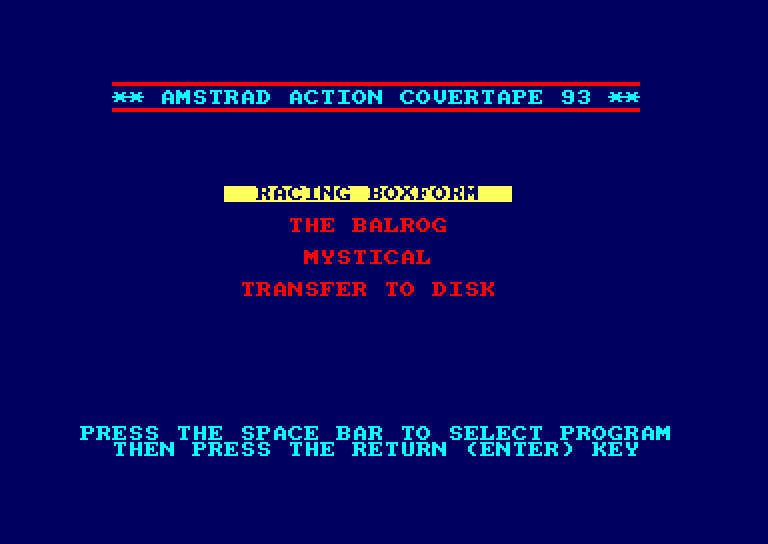 ** AMSTRAD ACTION COVERTAPE 93 **
RACING BOXFORM
THE BALROG
MYSTICAL
TRANSFER TO DISK
PRESS THE SPACE BAR TO SELECT PROGRAM
THEN PRESS THE RETURN (ENTER) KEY